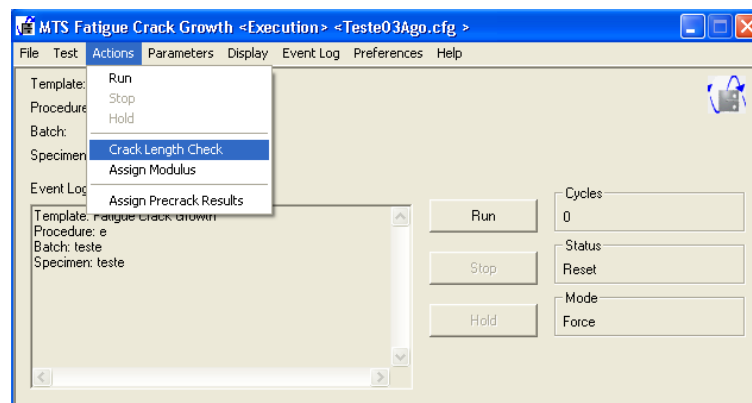 MTS Fatigue Crack Growth <Execution> <Teste03Ago.cfg >
File Test Actions Parameters Display Event Log Preferences Help
Template:
Procedure
Batch:
Specimen
Event Log
Run
Stop
Hold
Crack Length Check
Assign Modulus
Assign Precrack Results
Template: Fatigue Crack Growth
Procedure: e
Batch: teste
Specimen: teste
Run
Stop
Hold
Cycles
0
Status
Reset
Mode
Force